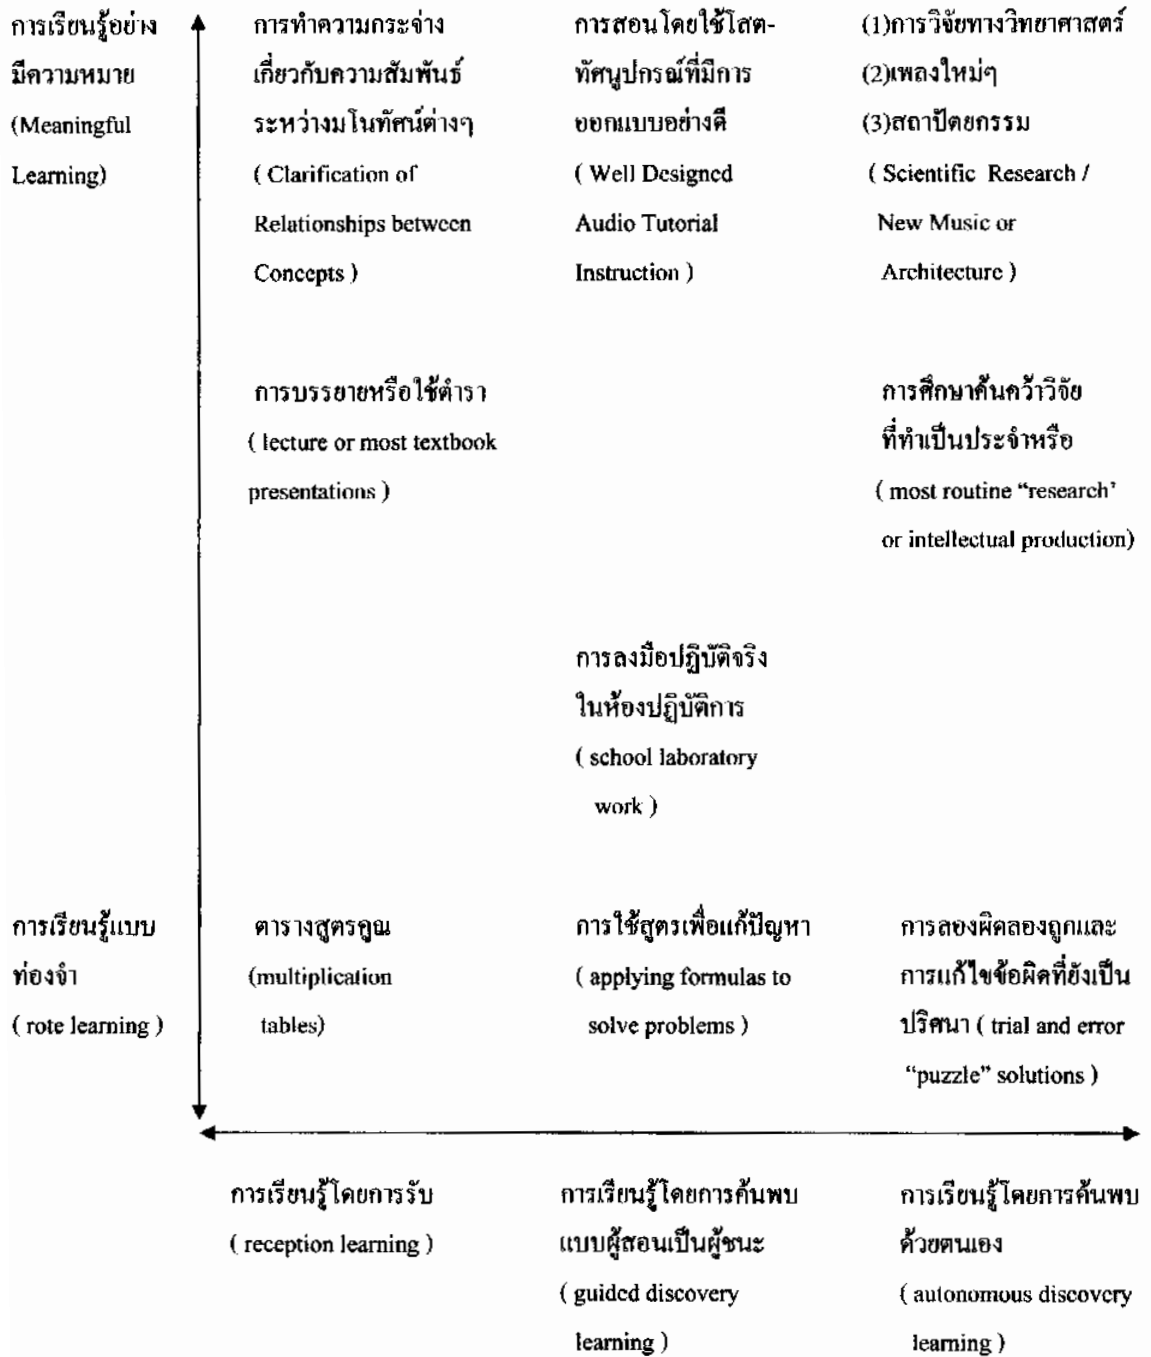 การเรียนรู้อย่าง
มีความหมาย
(Meaningful
Learning)
การทำความกระจ่าง
เกี่ยวกับความสัมพันธ์
ระหว่างมโนทัศน์ต่างๆ
( Clarification of
Relationships between
Concepts )
การสอนโดยใช้โสต-
ทัศนูปกรณ์ที่มีการ
ออกแบบอย่างดี
( Well Designed
Audio Tutorial
Instruction )
(1)การวิจัยทางวิทยาศาสตร์
(2)เพลงใหม่ๆ
(3)สถาปัตยกรรม
( Scientific Research /
New Music or
Architecture )
การบรรยายหรือใช้ตำรา
( lecture or most textbook
presentations )
การศึกษาค้นคว้าวิจัย
ที่ทำเป็นประจำหรือ
( most routine “research’
or intellectual production)
การลงมือปฏิบัติจริง
ในห้องปฏิบัติการ
( school laboratory
work )
การเรียนรู้แบบ
ท่องจำ
( rote learning )
ตารางสูตรคูณ
(multiplication
tables)
การใช้สูตรเพื่อแก้ปัญหา
( applying formulas to
solve problems )
การลองผิดลองถูกและ
การแก้ไขข้อผิดที่ยังเป็น
ปริศนา ( trial and error
“puzzle” solutions )
การเรียนรู้โดยการรับ
( reception learning )
การเรียนรู้โดยการค้นพบ
แบบผู้สอนเป็นผู้ชนะ
( guided discovery
learning )
การเรียนรู้โดยการค้นพบ
ด้วยตนเอง
( autonomous discovery
learning )